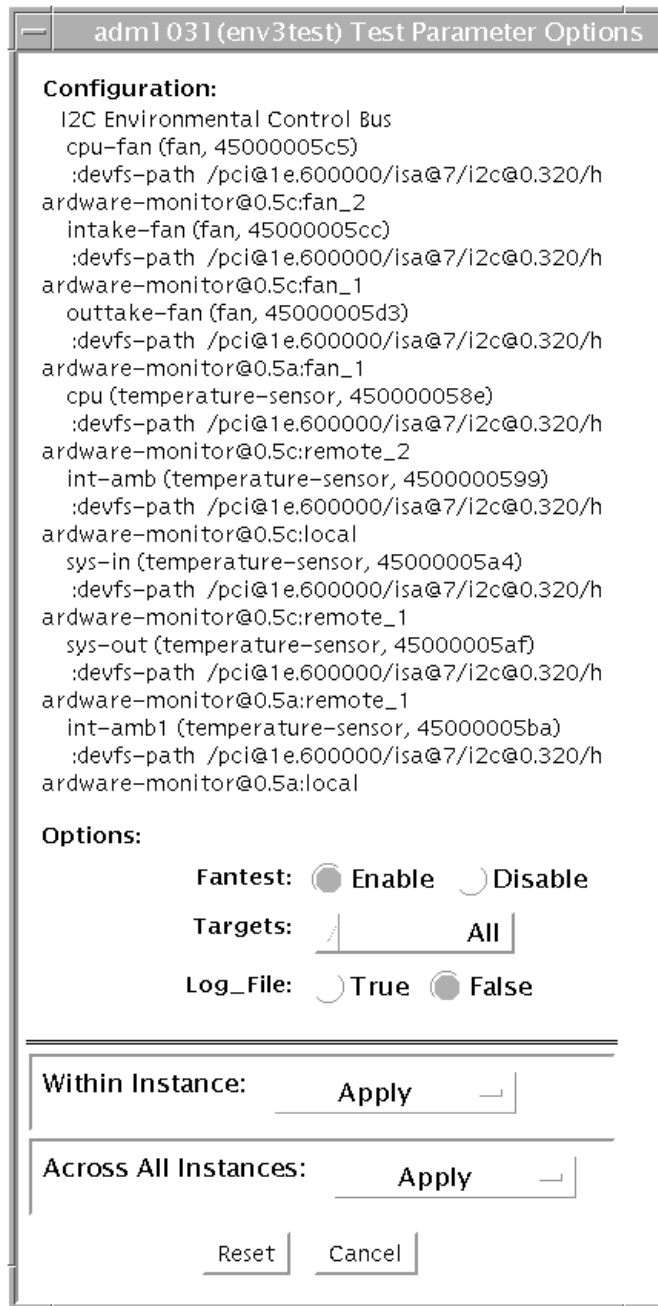 adm1031(env3test) Test Parameter Options
Configuration:
I2C Environmental Control Bus
cpu-fan (fan, 45000005c5)
:devfs-path /pci@1e.600000/isa@7/i2c@0.320/h
ardware-monitor@0.5c:fan_2
intake-fan (fan, 45000005cc)
:devfs-path /pci@1e.600000/isa@7/i2c@0.320/h
ardware-monitor@0.5c:fan_1
outtake-fan (fan, 45000005d3)
:devfs-path /pci@1e.600000/isa@7/i2c@0.320/h
ardware-monitor@0.5a:fan_1
cpu (temperature-sensor, 450000058e)
:devfs-path /pci@1e.600000/isa@7/i2c@0.320/h
ardware-monitor@0.5c:remote_2
int-amb (temperature-sensor, 4500000599)
:devfs-path /pci@1e.600000/isa@7/i2c@0.320/h
ardware-monitor@0.5c:local
sys-in (temperature-sensor, 45000005a4)
:devfs-path /pci@1e.600000/isa@7/i2c@0.320/h
ardware-monitor@0.5c:remote_1
sys-out (temperature-sensor, 45000005af)
:devfs-path /pci@1e.600000/isa@7/i2c@0.320/h
ardware-monitor@0.5a:remote_1
int-amb1 (temperature-sensor, 45000005ba)
:devfs-path /pci@1e.600000/isa@7/i2c@0.320/h
ardware-monitor@0.5a:local
Options:
Fantest: Enable Disable
Targets: All
Log_File: True False
Within Instance: Apply
Across All Instances: Apply
Reset Cancel